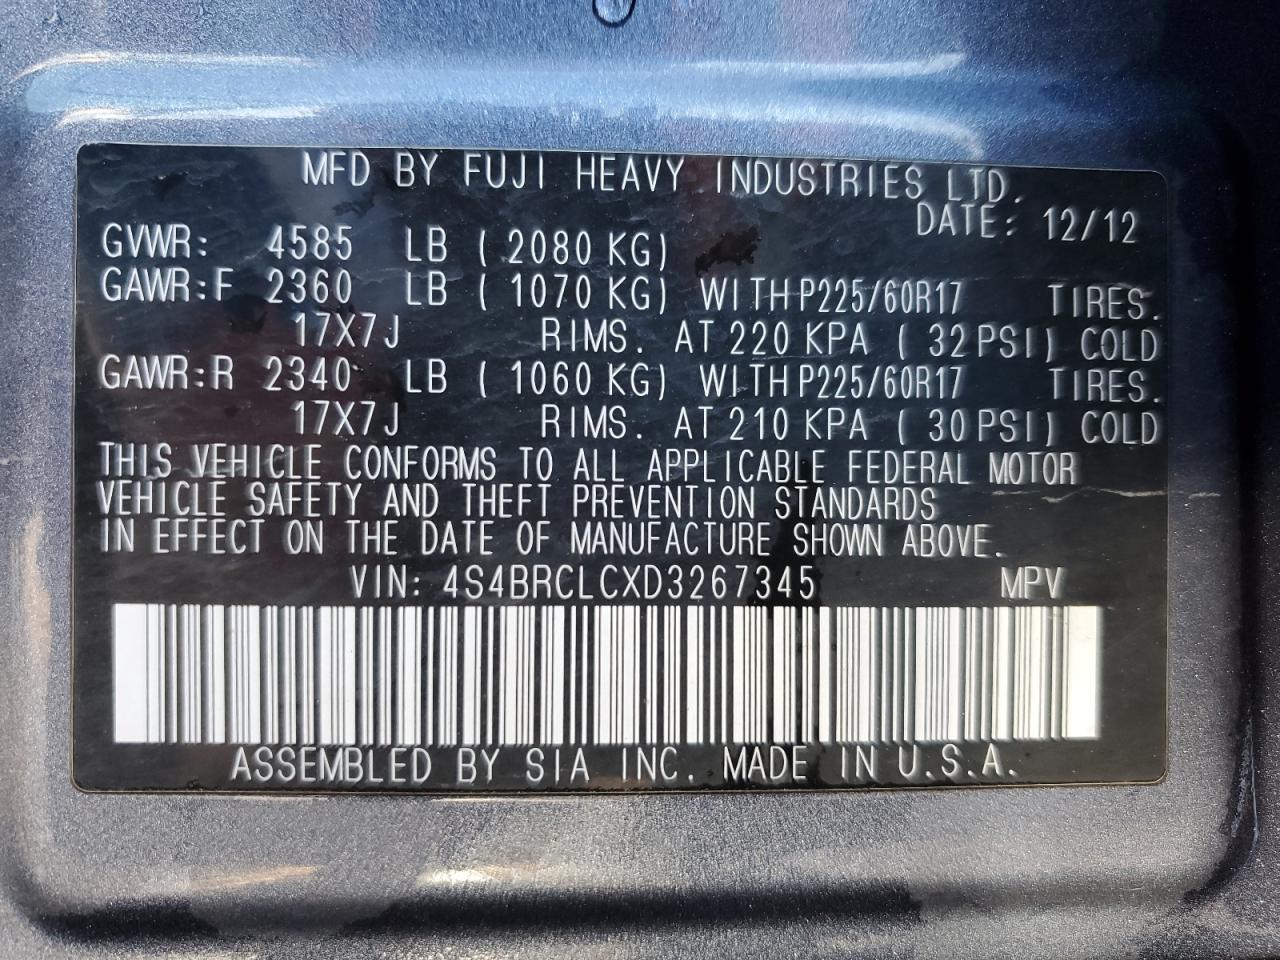 MFD BY FUJI HEAVY INDUSTRIES LTD.
DATE: 12/12
GVWR: 4585 LB ( 2080 KG)
GAWR:F 2360 LB ( 1070 KG) WITH P225/60R17 TIRES.
17X7J RIMS. AT 220 KPA ( 32 PSI) COLD
GAWR:R 2340 LB ( 1060 KG) WITH P225/60R17 TIRES.
17X7J RIMS. AT 210 KPA ( 30 PSI) COLD
THIS VEHICLE CONFORMS TO ALL APPLICABLE FEDERAL MOTOR
VEHICLE SAFETY AND THEFT PREVENTION STANDARDS
IN EFFECT ON THE DATE OF MANUFACTURE SHOWN ABOVE.
VIN: 4S4BRCLCXD3267345 MPV
ASSEMBLED BY SIA INC. MADE IN U.S.A.